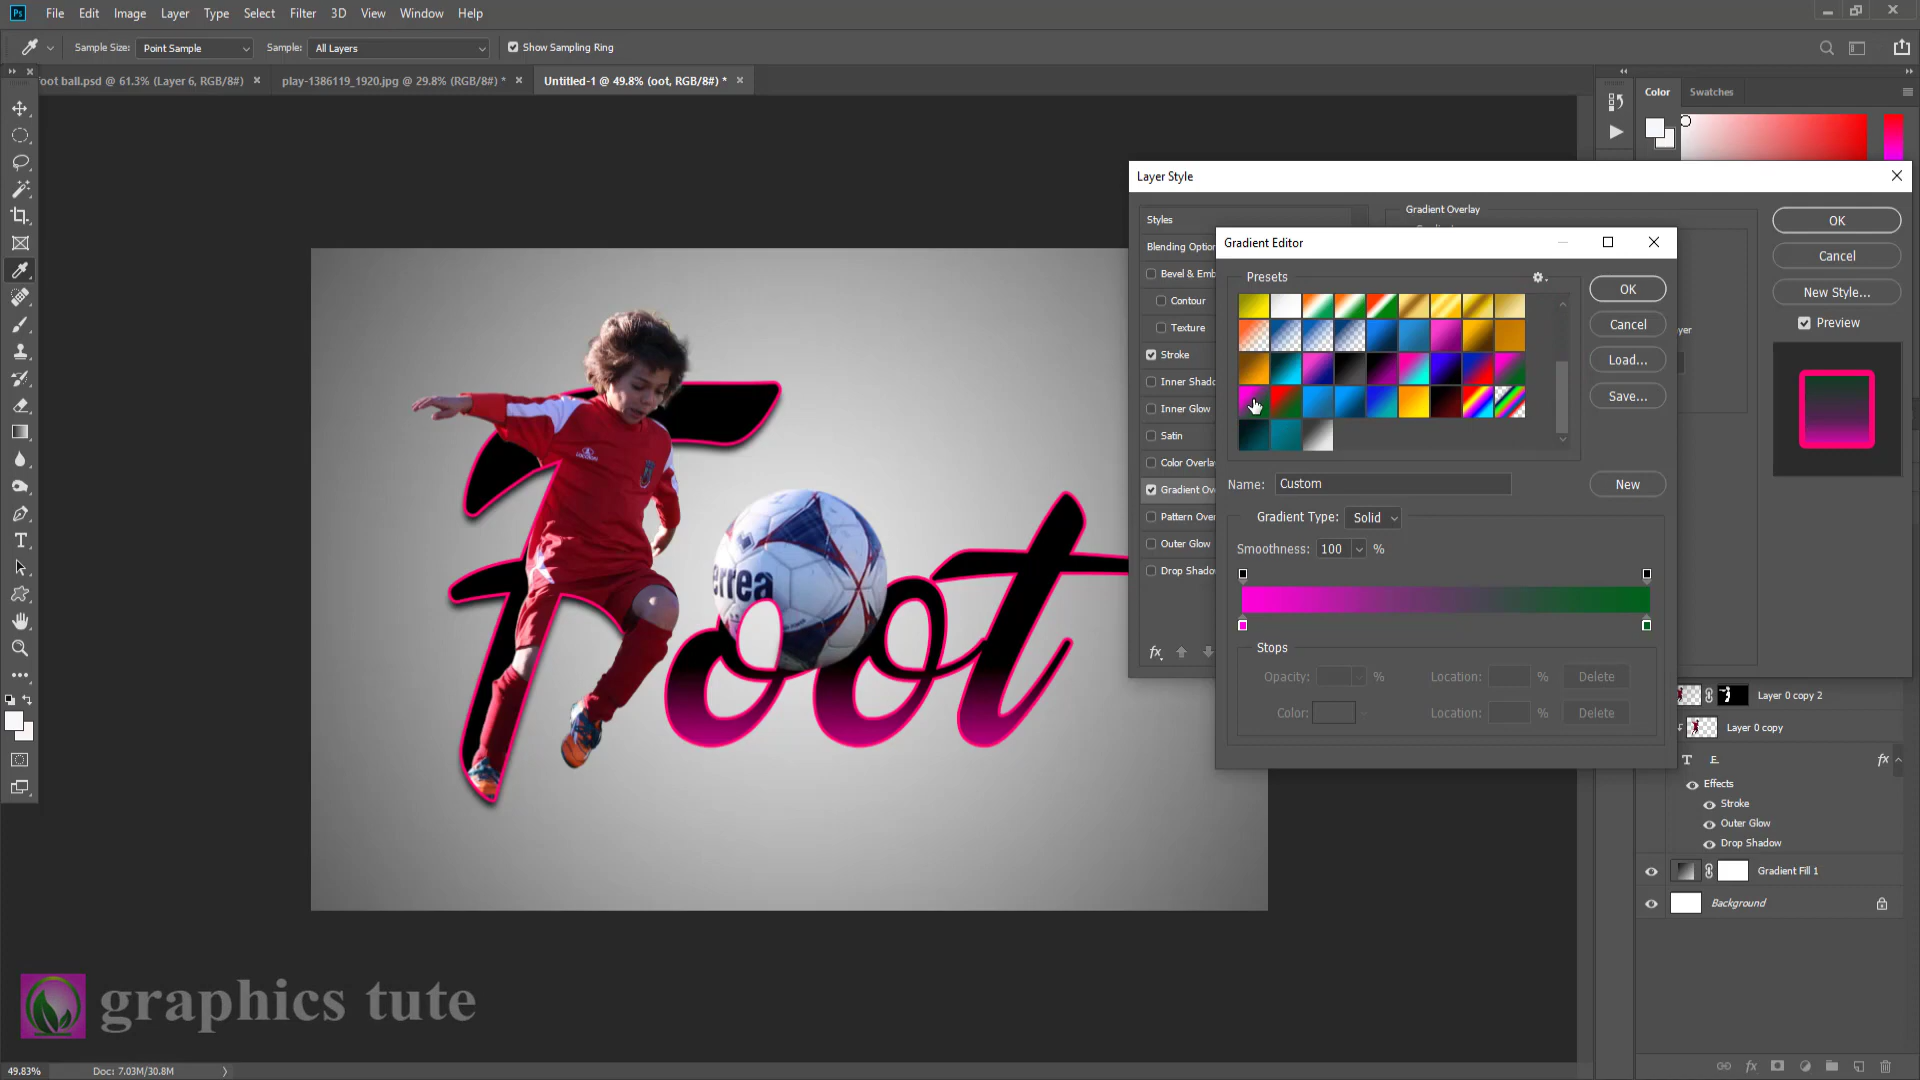 Ps File Edit Image Layer Type Select Filter 3D View Window Help
Sample Size: Point Sample Sample: All Layers Show Sampling Ring
oot ball.psd @ 61.3% (Layer 6, RGB/8#) × play-1386119_1920.jpg @ 29.8% (RGB/8#) * × Untitled-1 @ 49.8% (oot, RGB/8#) * ×
Color Swatches
Layer Style
Styles
Blending Option
Bevel & Emb
Contour
Texture
Stroke
Inner Shado
Inner Glow
Satin
Color Overla
Gradient Ov
Pattern Over
Outer Glow
Drop Shado
Gradient Overlay
OK
Cancel
New Style...
Preview
Gradient Editor
Presets
OK
Cancel
Load...
Save...
Name: Custom
New
Gradient Type: Solid
Smoothness: 100 %
Stops
Opacity: % Location: % Delete
Color: Location: % Delete
Foot
errea
Layer 0 copy 2
Layer 0 copy
T F fx
Effects
Stroke
Outer Glow
Drop Shadow
Gradient Fill 1
Background
graphics tute
49.83% Doc: 7.03M/30.8M